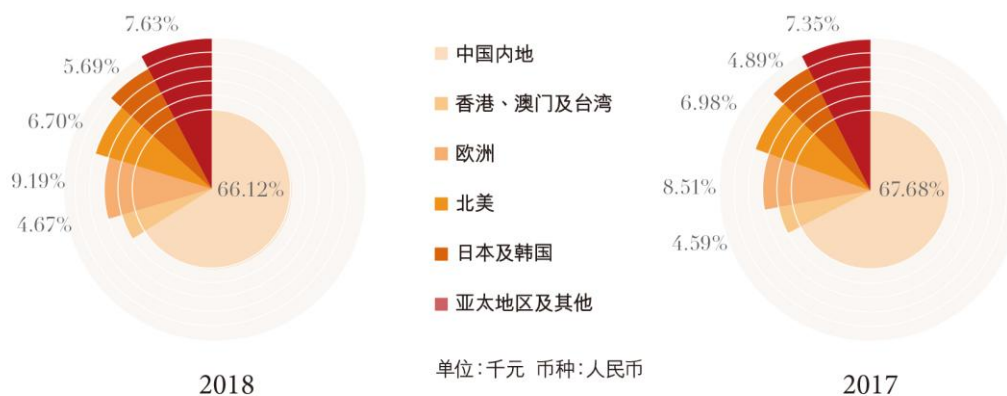 7.63%
5.69%
6.70%
9.19%
4.67%
66.12%
2018
中国内地
香港、澳门及台湾
欧洲
北美
日本及韩国
亚太地区及其他
单位:千元 币种:人民币
7.35%
4.89%
6.98%
8.51%
4.59%
67.68%
2017